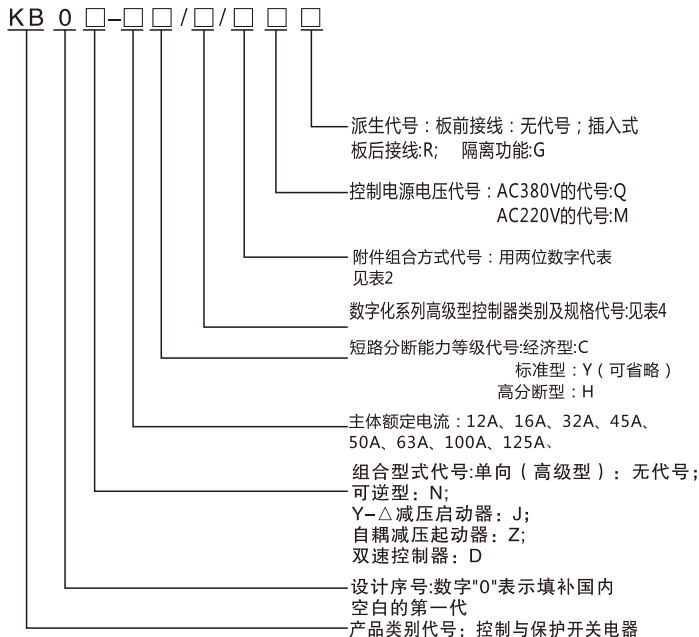 KB0□-□□/□/□□□
派生代号：板前接线：无代号；插入式
板后接线:R; 隔离功能:G
控制电源电压代号：AC380V的代号:Q
AC220V的代号:M
附件组合方式代号：用两位数字代表
见表2
数字化系列高级型控制器类别及规格代号:见表4
短路分断能力等级代号:经济型:C
标准型：Y（可省略）
高分断型：H
主体额定电流：12A、16A、32A、45A、
50A、63A、100A、125A、
组合型式代号:单向（高级型）：无代号；
可逆型：N;
Y-△减压启动器：J；
自耦减压起动器：Z;
双速控制器：D
设计序号:数字"0"表示填补国内
空白的第一代
产品类别代号：控制与保护开关电器